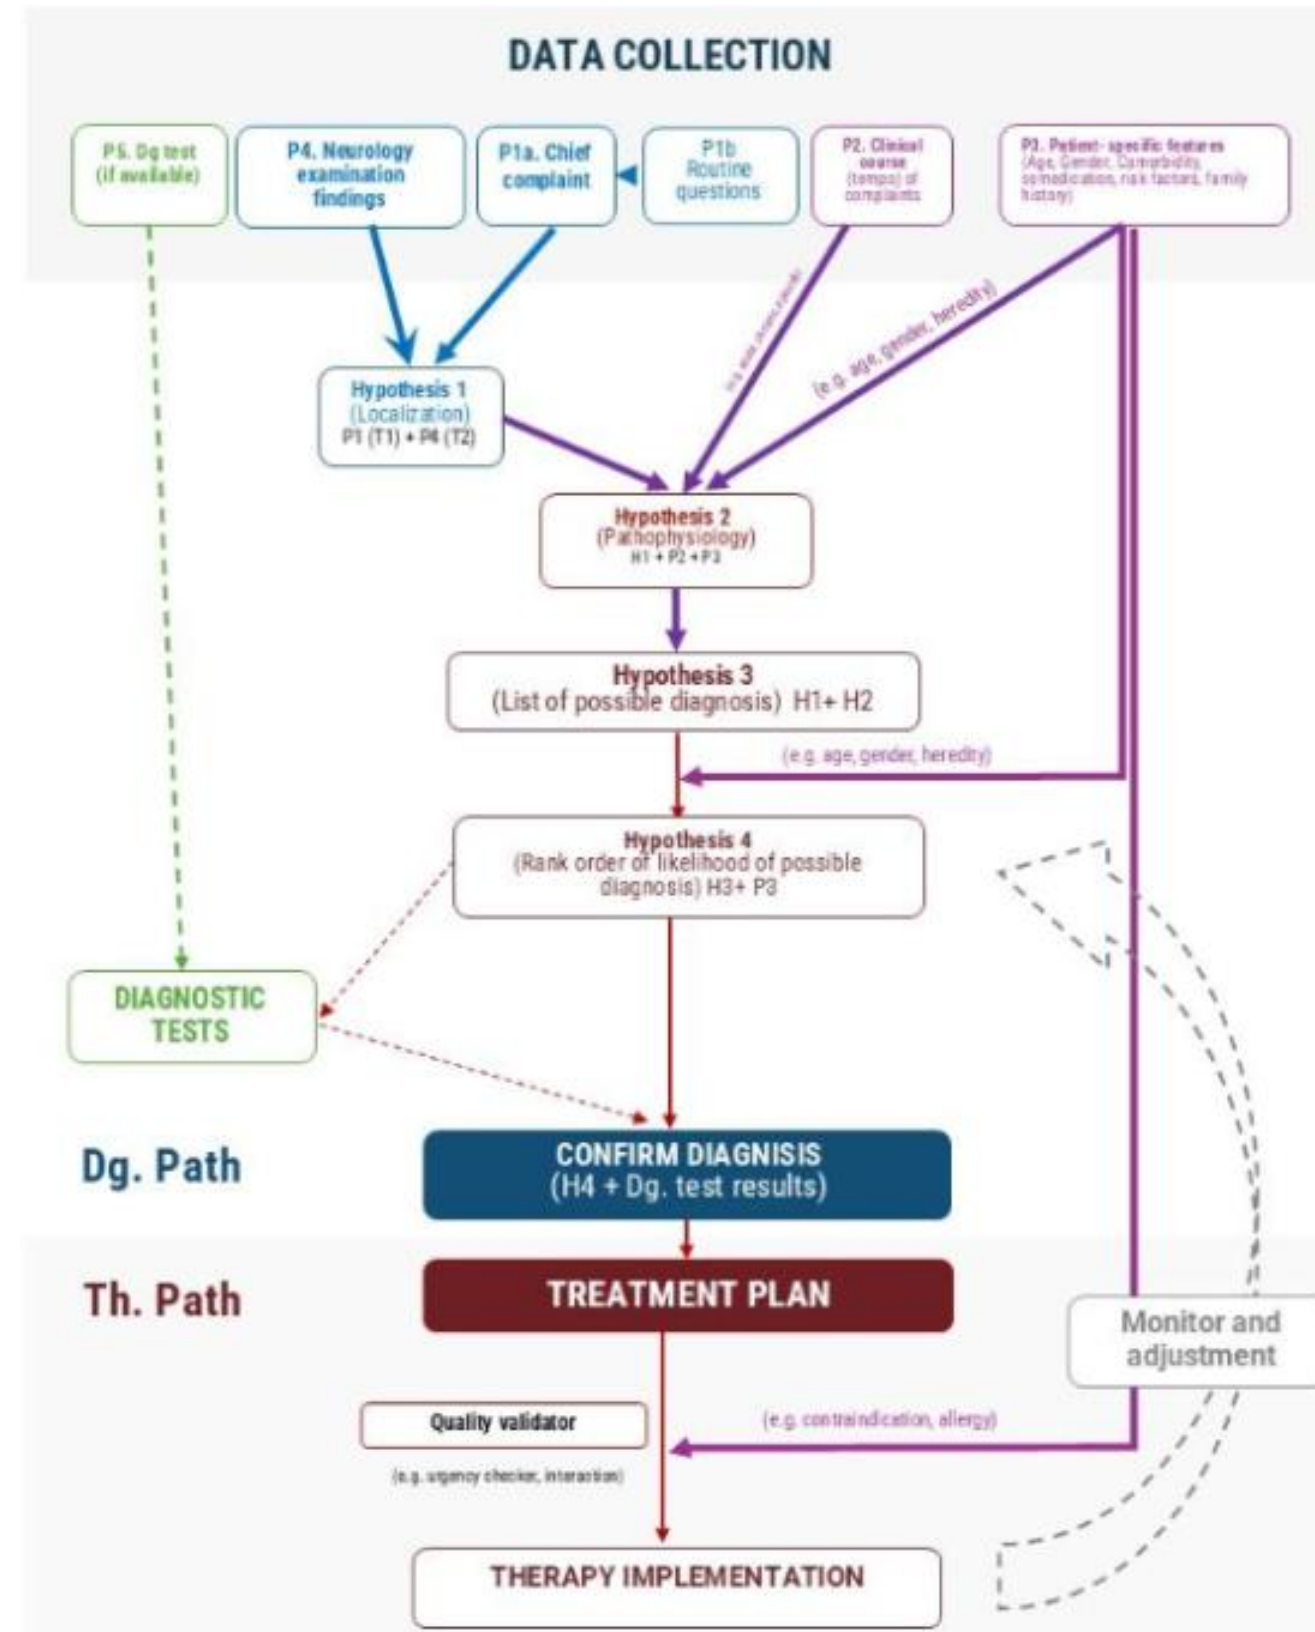 DATA COLLECTION
P5. Dg test
(if available)
P4. Neurology
examination
findings
P1a. Chief
complaint
P1b
Routine
questions
P2. Clinical
course
(tempo) of
complaints
P3. Patient- specific features
(Age, Gender, Comorbidity,
comedication, risk factors, family
history)
(e.g. age, gender, heredity)
Hypothesis 1
(Localization)
P1 (T1) + P4 (T2)
Hypothesis 2
(Pathophysiology)
H1 + P2 + P3
Hypothesis 3
(List of possible diagnosis) H1+ H2
(e.g. age, gender, heredity)
Hypothesis 4
(Rank order of likelihood of possible
diagnosis) H3+ P3
DIAGNOSTIC
TESTS
Dg. Path
CONFIRM DIAGNISIS
(H4 + Dg. test results)
Th. Path
TREATMENT PLAN
Monitor and
adjustment
Quality validator
(e.g. contraindication, allergy)
(e.g. urgency checker, interaction)
THERAPY IMPLEMENTATION